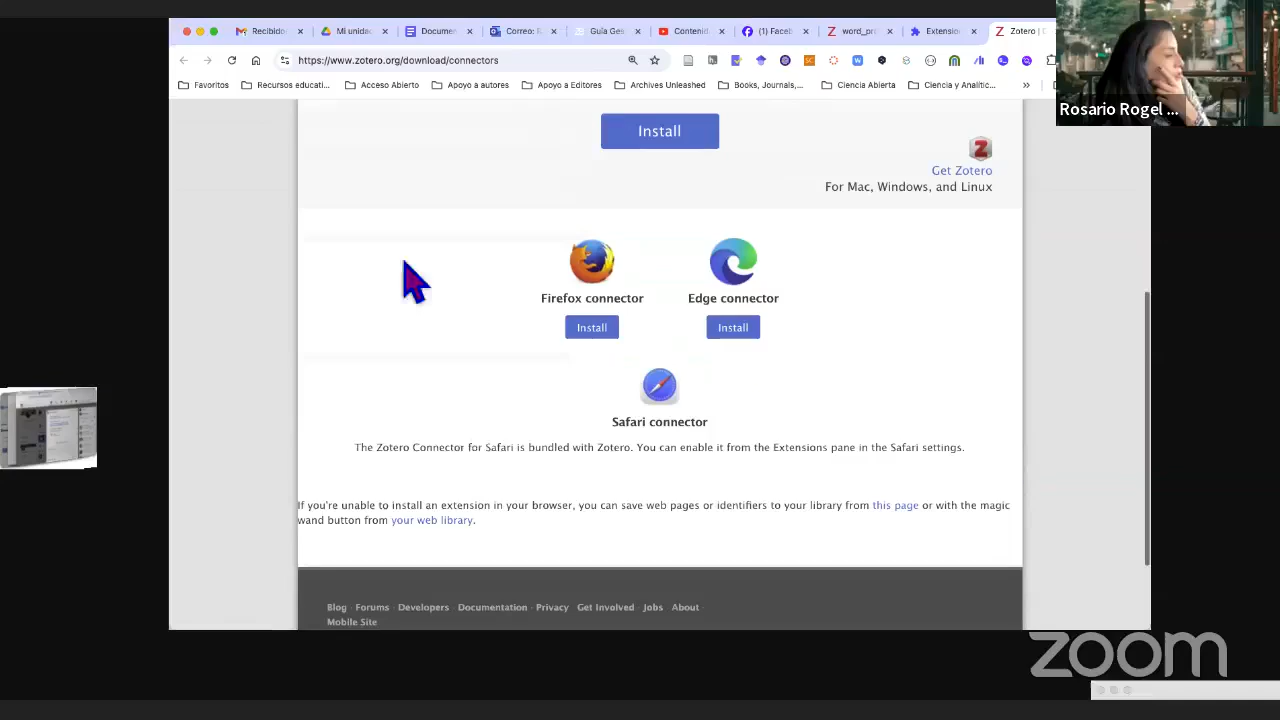 Recibido
Mi unidad
Documen
Correo: R
Guía Ges
Contenid
(1) Faceb
word_pro
Extensio
Zotero |
https://www.zotero.org/download/connectors
Favoritos
Recursos educati...
Acceso Abierto
Apoyo a autores
Apoyo a Editores
Archives Unleashed
Books, Journals,...
Ciencia Abierta
Ciencia y Analític...
Rosario Rogel ...
Install
Get Zotero
For Mac, Windows, and Linux
Firefox connector
Edge connector
Install
Install
Safari connector
The Zotero Connector for Safari is bundled with Zotero. You can enable it from the Extensions pane in the Safari settings.
If you're unable to install an extension in your browser, you can save web pages or identifiers to your library from this page or with the magic
wand button from your web library.
Blog · Forums · Developers · Documentation · Privacy · Get Involved · Jobs · About ·
Mobile Site
zoom